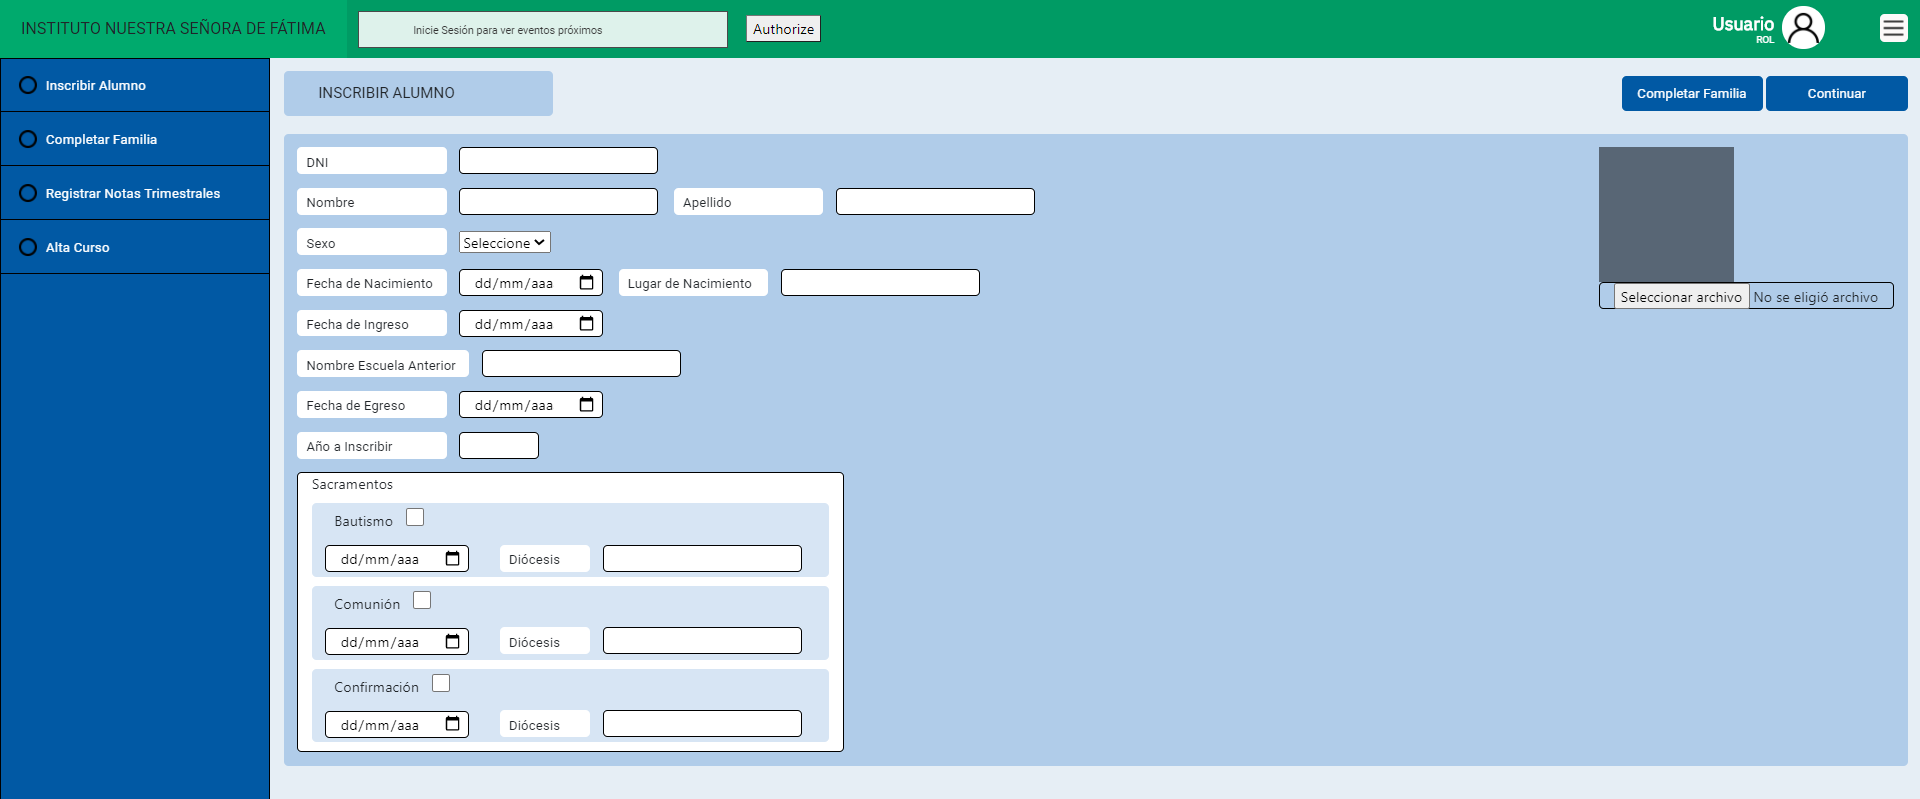 INSTITUTO NUESTRA SEÑORA DE FÁTIMA
Inicie Sesión para ver eventos próximos
Authorize
Usuario
ROL
Inscribir Alumno
Completar Familia
Registrar Notas Trimestrales
Alta Curso
INSCRIBIR ALUMNO
Completar Familia
Continuar
DNI
Nombre
Apellido
Sexo
Seleccione
Fecha de Nacimiento
dd/mm/aaa
Lugar de Nacimiento
Seleccionar archivo
No se eligió archivo
Fecha de Ingreso
dd/mm/aaa
Nombre Escuela Anterior
Fecha de Egreso
dd/mm/aaa
Año a Inscribir
Sacramentos
Bautismo
dd/mm/aaa
Diócesis
Comunión
dd/mm/aaa
Diócesis
Confirmación
dd/mm/aaa
Diócesis